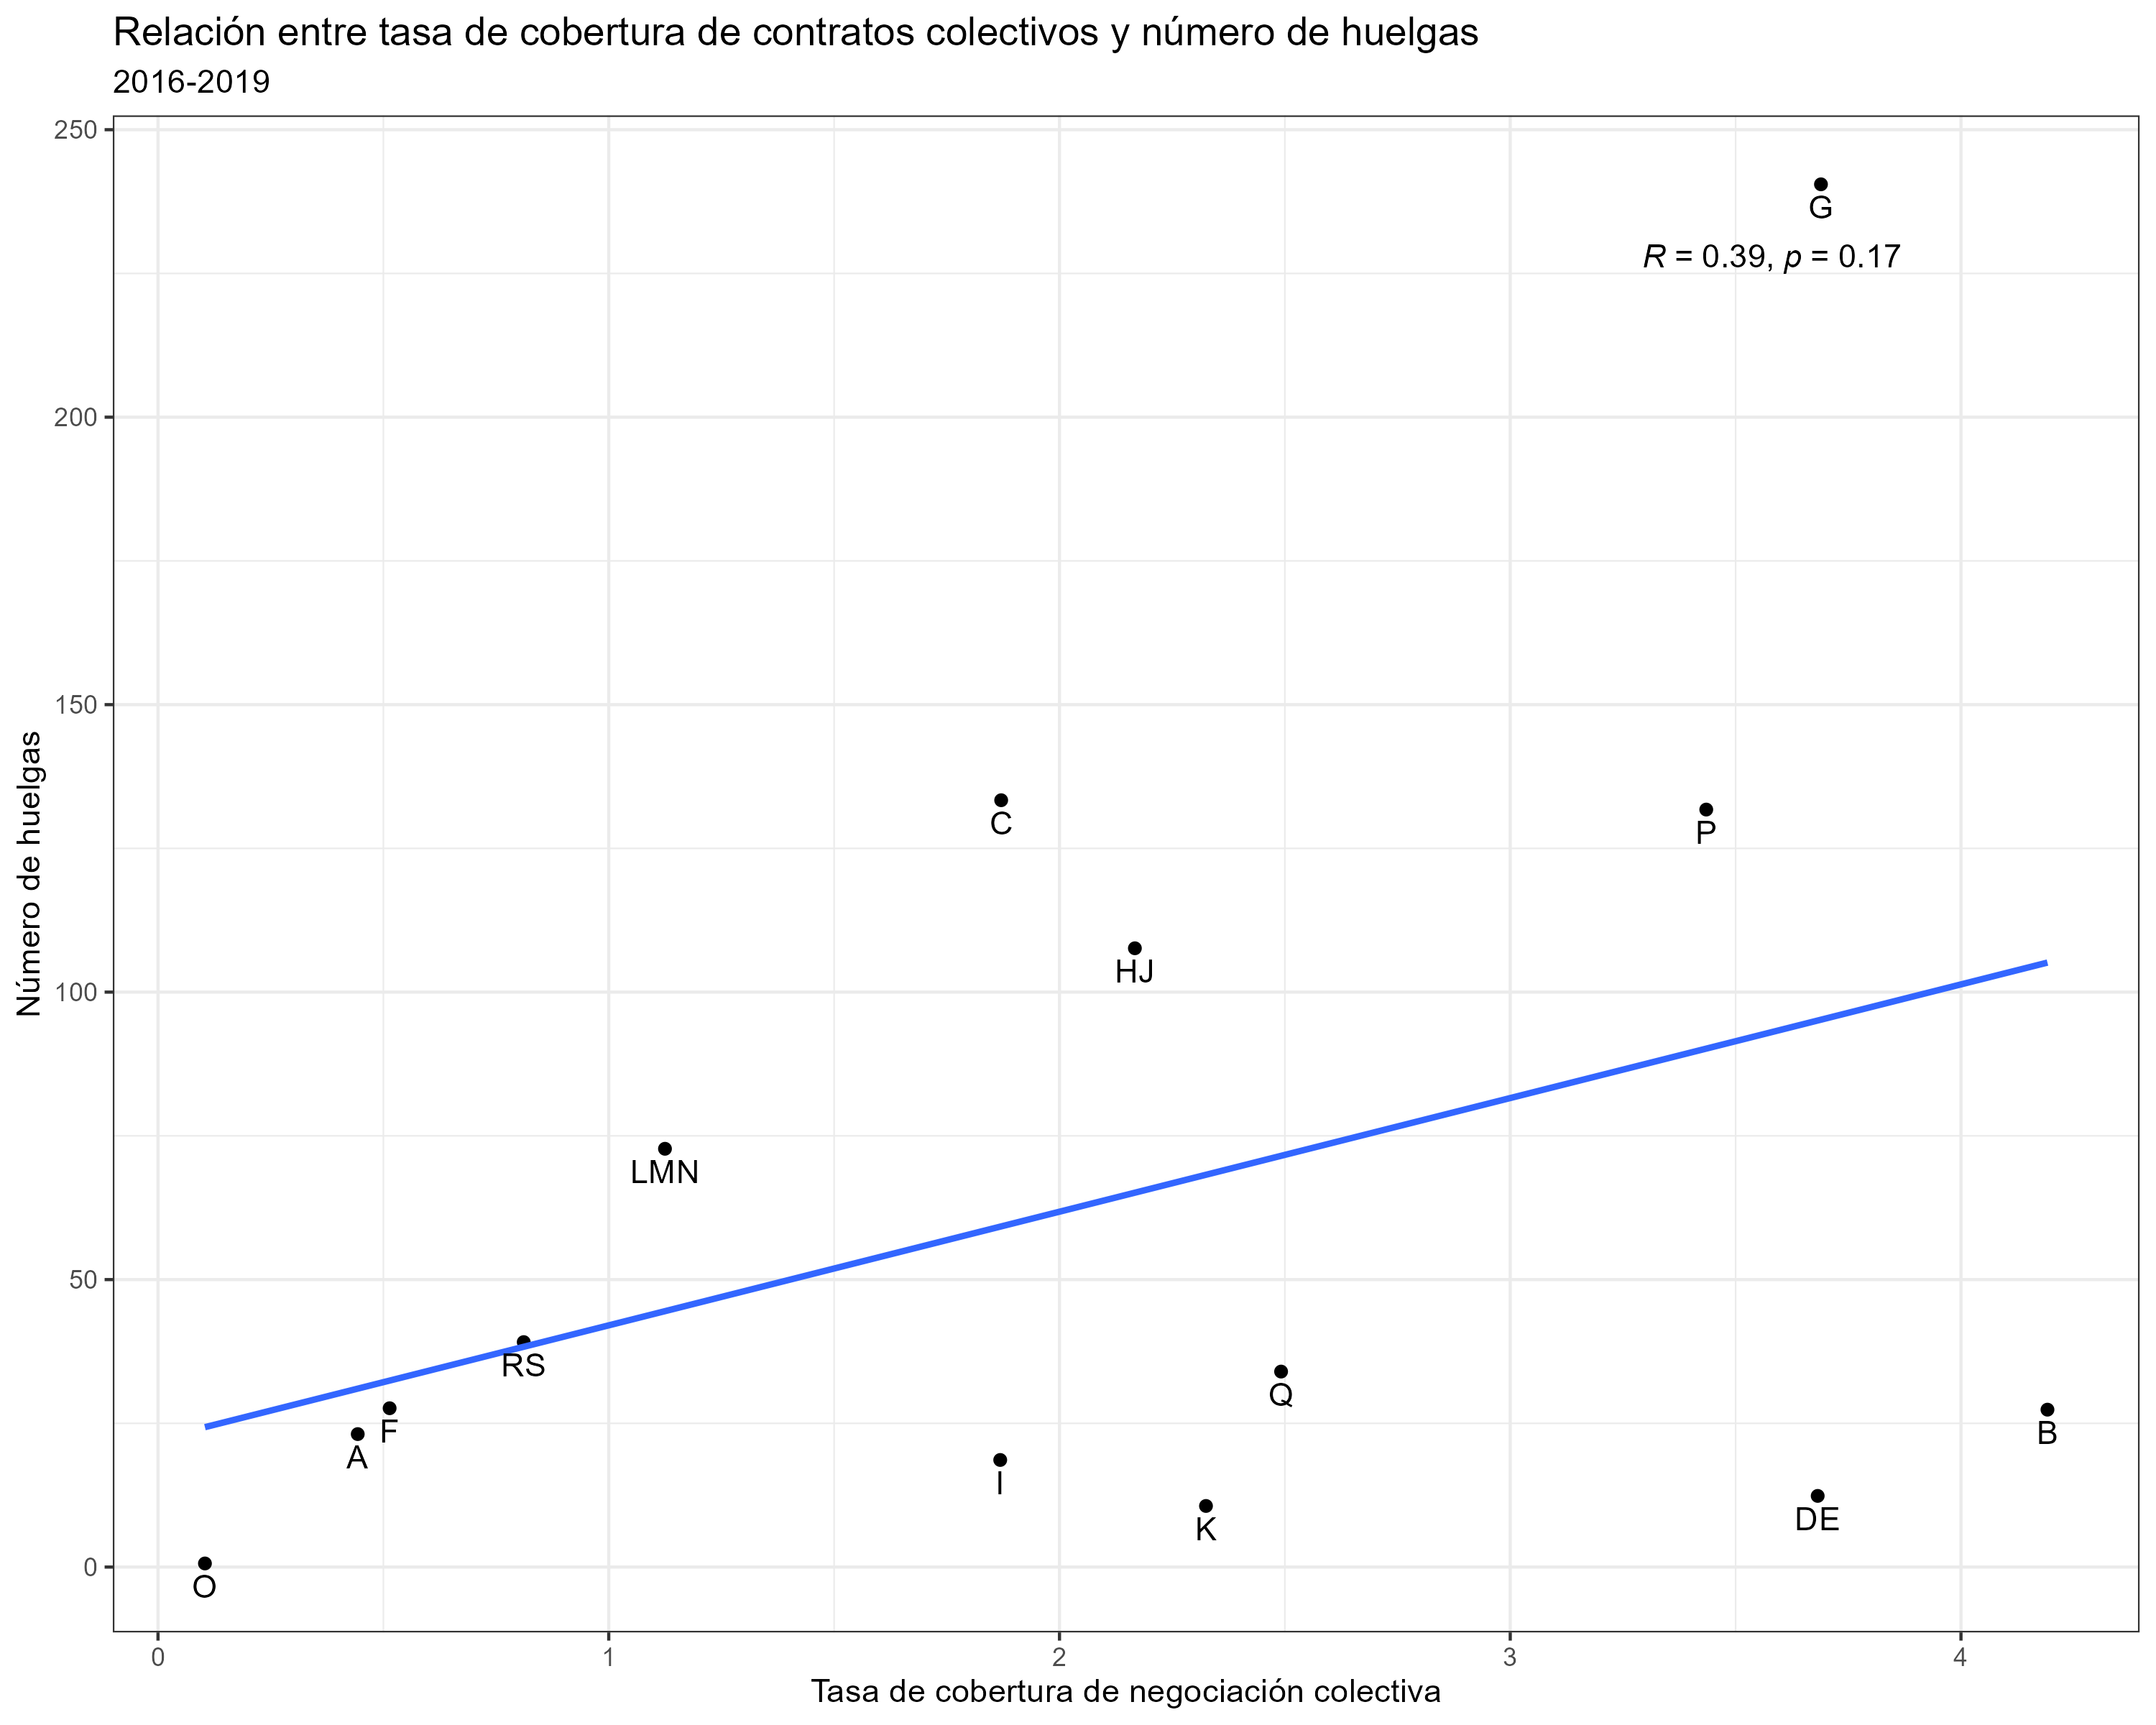 Relación entre tasa de cobertura de contratos colectivos y número de huelgas
2016-2019
250
G
R = 0.39, p = 0.17
200
150
C
P
HJ
100
LMN
50
RS
Q
F
A
B
I
DE
K
0
O
Número de huelgas
0 1 2 3 4
Tasa de cobertura de negociación colectiva